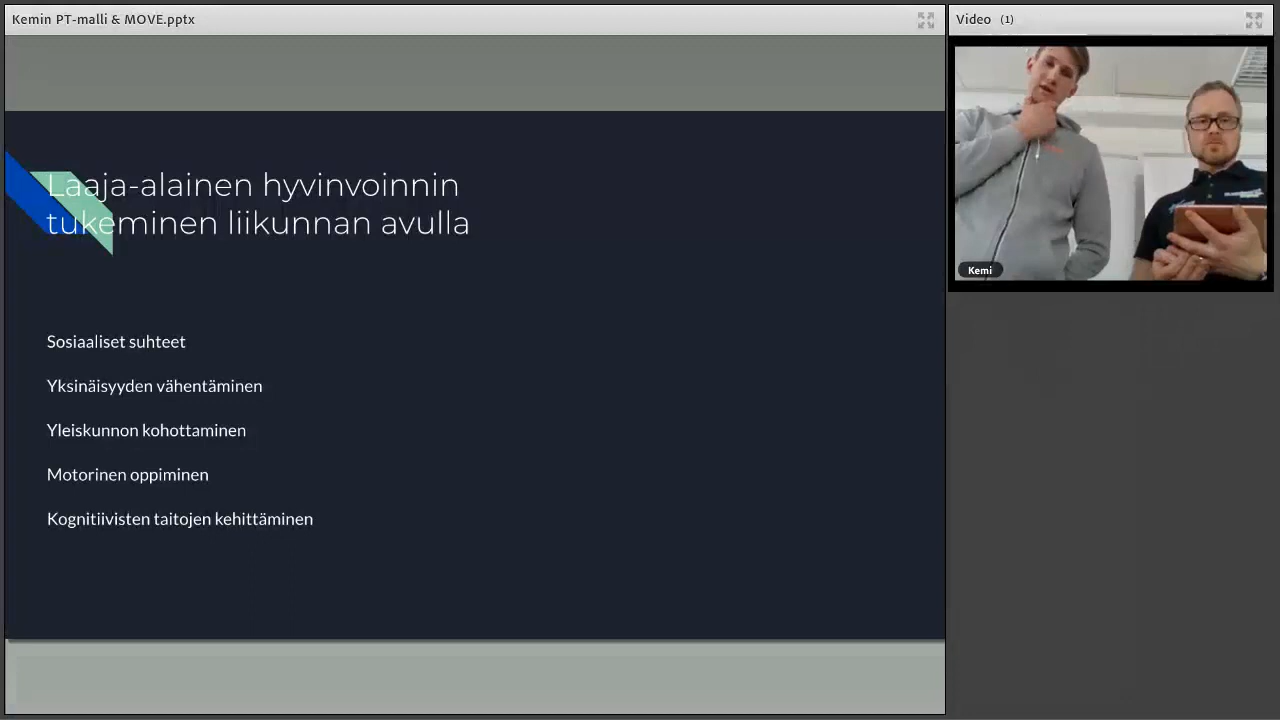 Kemin PT-malli & MOVE.pptx
Video (1)
Kemi
Laaja-alainen hyvinvoinnin
tukeminen liikunnan avulla
Sosiaaliset suhteet
Yksinäisyyden vähentäminen
Yleiskunnon kohottaminen
Motorinen oppiminen
Kognitiivisten taitojen kehittäminen